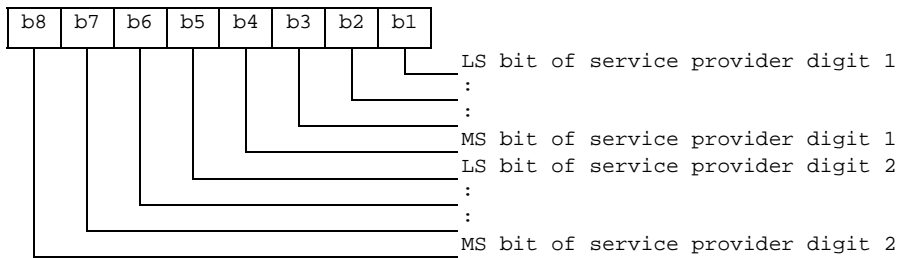 b8 b7 b6 b5 b4 b3 b2 b1
LS bit of service provider digit 1
:
:
MS bit of service provider digit 1
LS bit of service provider digit 2
:
:
MS bit of service provider digit 2